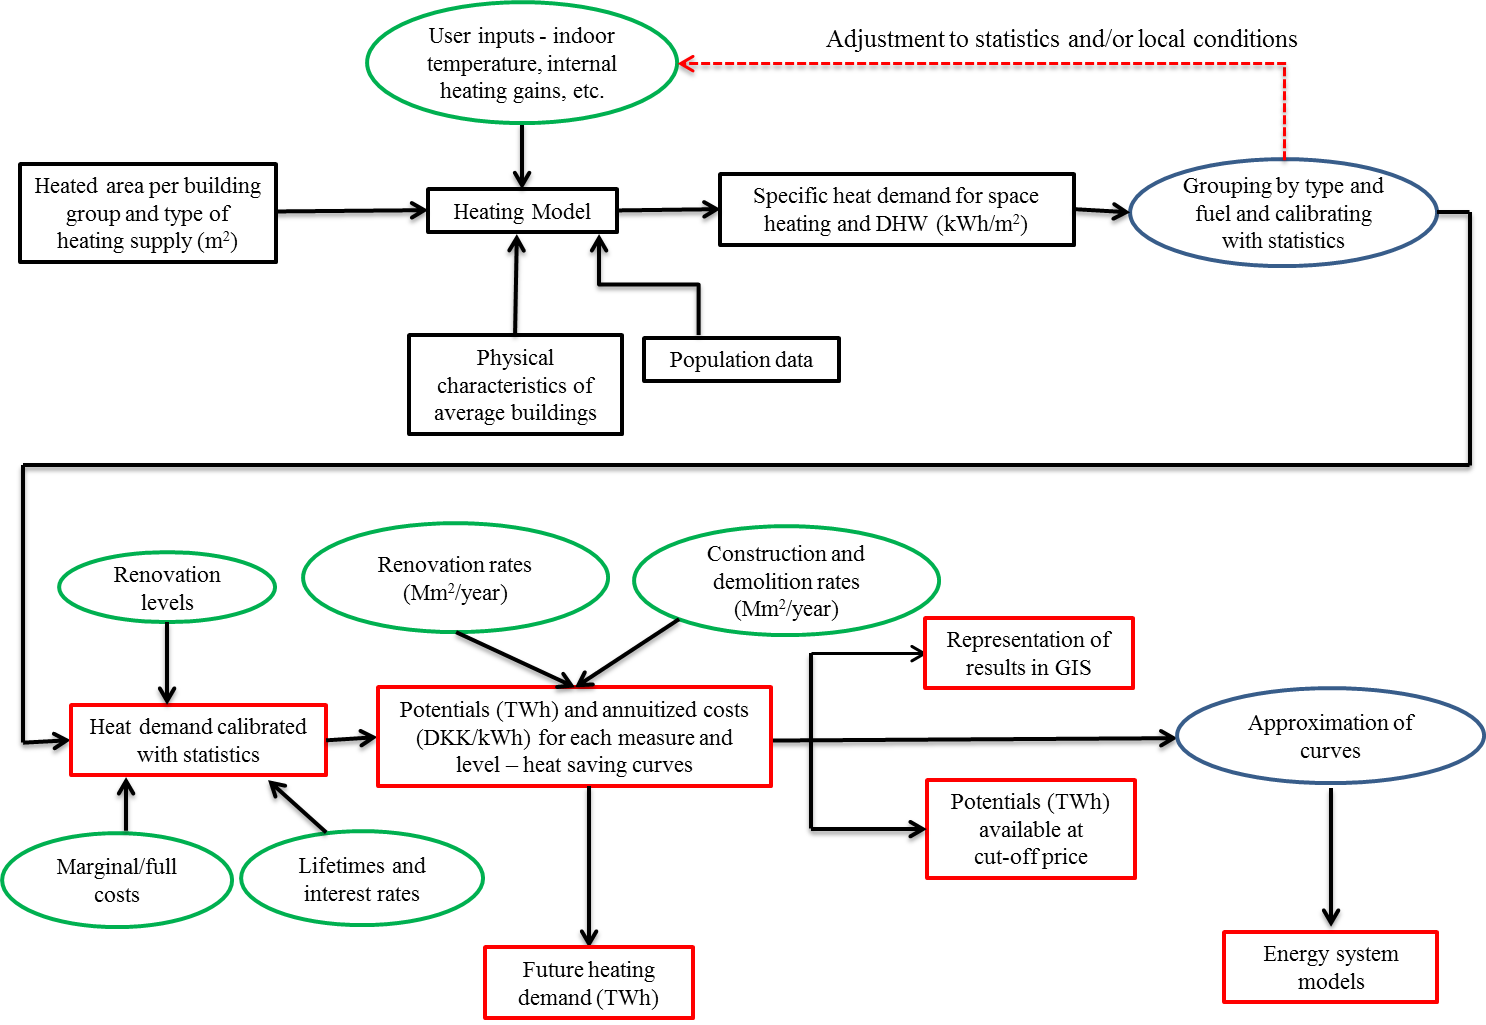 User inputs - indoor
temperature, internal
heating gains, etc.
Adjustment to statistics and/or local conditions
Heated area per building
group and type of
heating supply (m²)
Heating Model
Specific heat demand for space
heating and DHW (kWh/m²)
Grouping by type and
fuel and calibrating
with statistics
Physical
characteristics of
average buildings
Population data
Renovation
levels
Renovation rates
(Mm²/year)
Construction and
demolition rates
(Mm²/year)
Representation of
results in GIS
Heat demand calibrated
with statistics
Potentials (TWh) and annuitized costs
(DKK/kWh) for each measure and
level – heat saving curves
Approximation of
curves
Potentials (TWh)
available at
cut-off price
Marginal/full
costs
Lifetimes and
interest rates
Future heating
demand (TWh)
Energy system
models